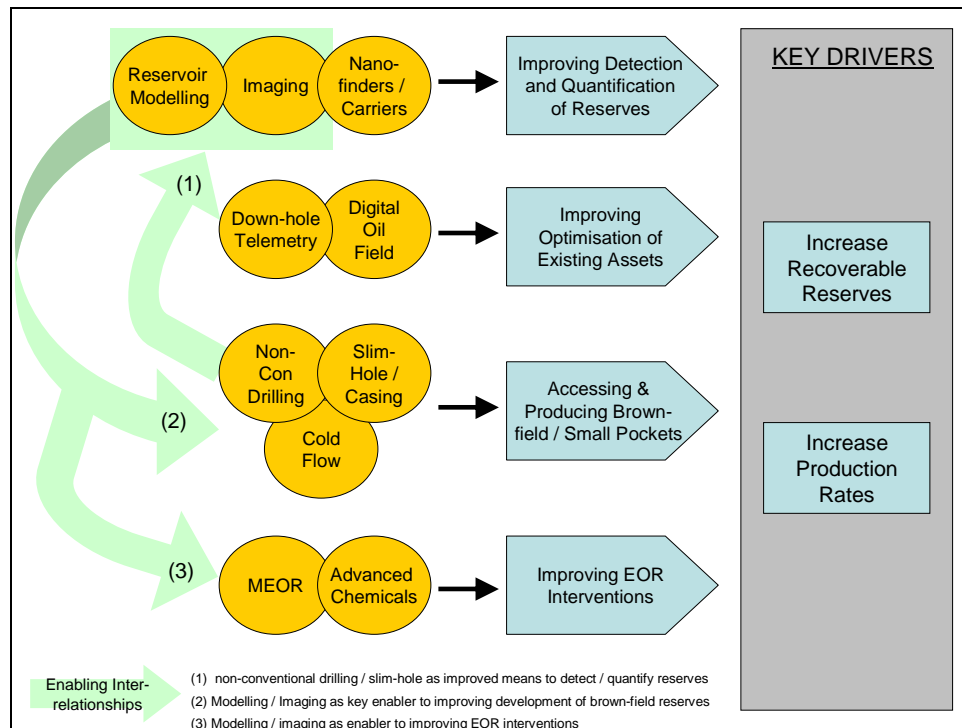 Reservoir
Modelling
Imaging
Nano-
finders /
Carriers
Improving Detection
and Quantification
of Reserves
KEY DRIVERS
(1)
Down-hole
Telemetry
Digital
Oil
Field
Improving
Optimisation of
Existing Assets
Increase
Recoverable
Reserves
(2)
Non-
Con
Drilling
Slim-
Hole /
Casing
Cold
Flow
Accessing &
Producing Brown-
field / Small Pockets
Increase
Production
Rates
(3)
MEOR
Advanced
Chemicals
Improving EOR
Interventions
Enabling Inter-
relationships
(1) non-conventional drilling / slim-hole as improved means to detect / quantify reserves
(2) Modelling / Imaging as key enabler to improving development of brown-field reserves
(3) Modelling / imaging as enabler to improving EOR interventions